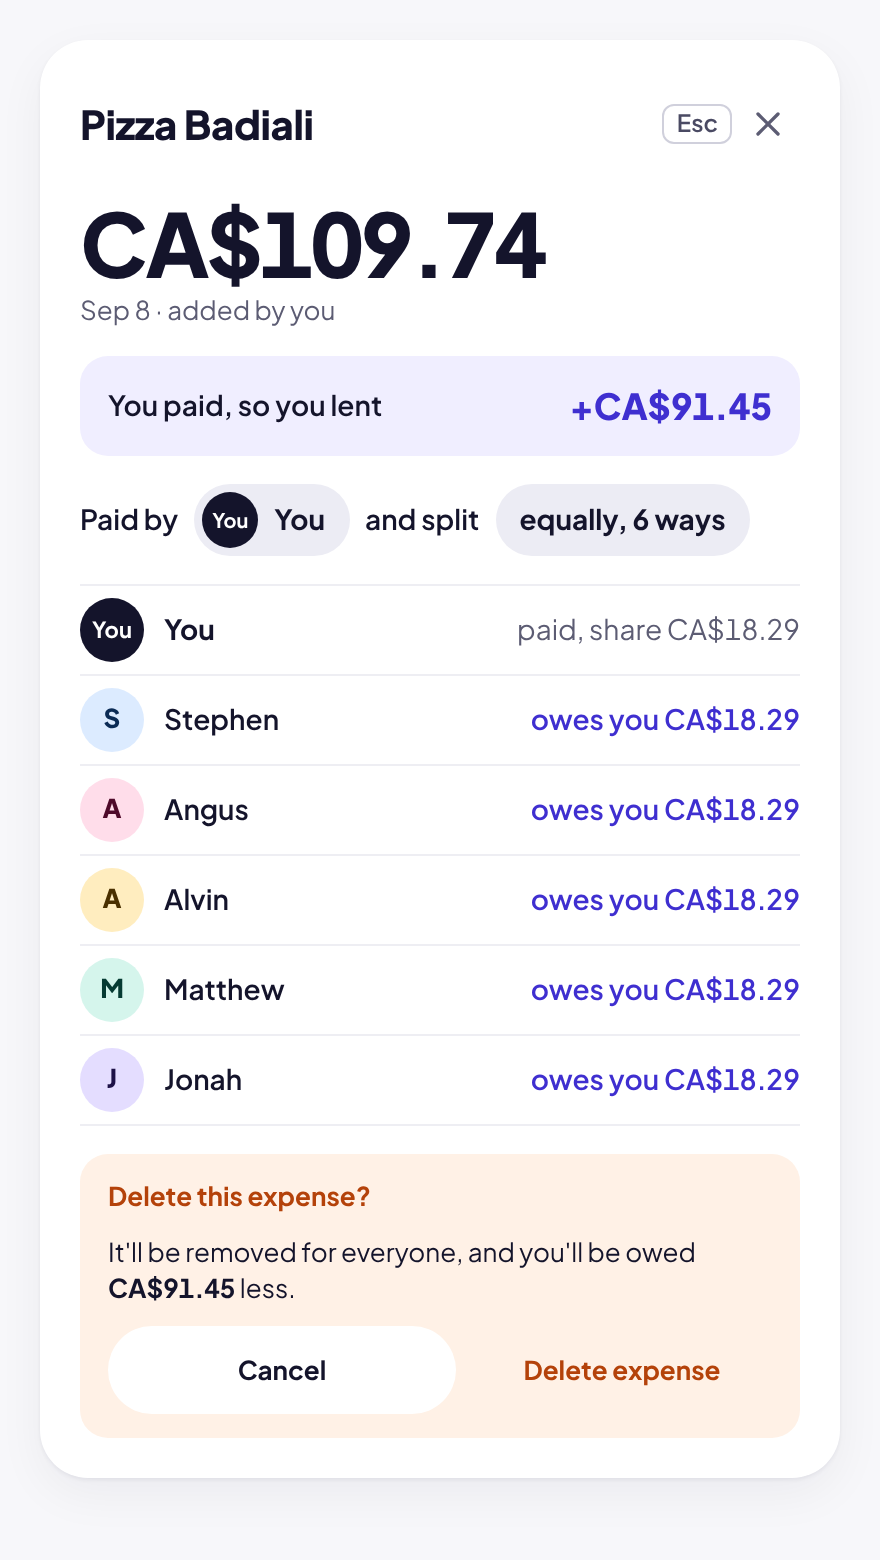 Pizza Badiali
Esc
CA$109.74
Sep 8 · added by you
You paid, so you lent +CA$91.45
Paid by You You and split equally, 6 ways
You You paid, share CA$18.29
S Stephen owes you CA$18.29
A Angus owes you CA$18.29
A Alvin owes you CA$18.29
M Matthew owes you CA$18.29
J Jonah owes you CA$18.29
Delete this expense?
It'll be removed for everyone, and you'll be owed
CA$91.45 less.
Cancel Delete expense